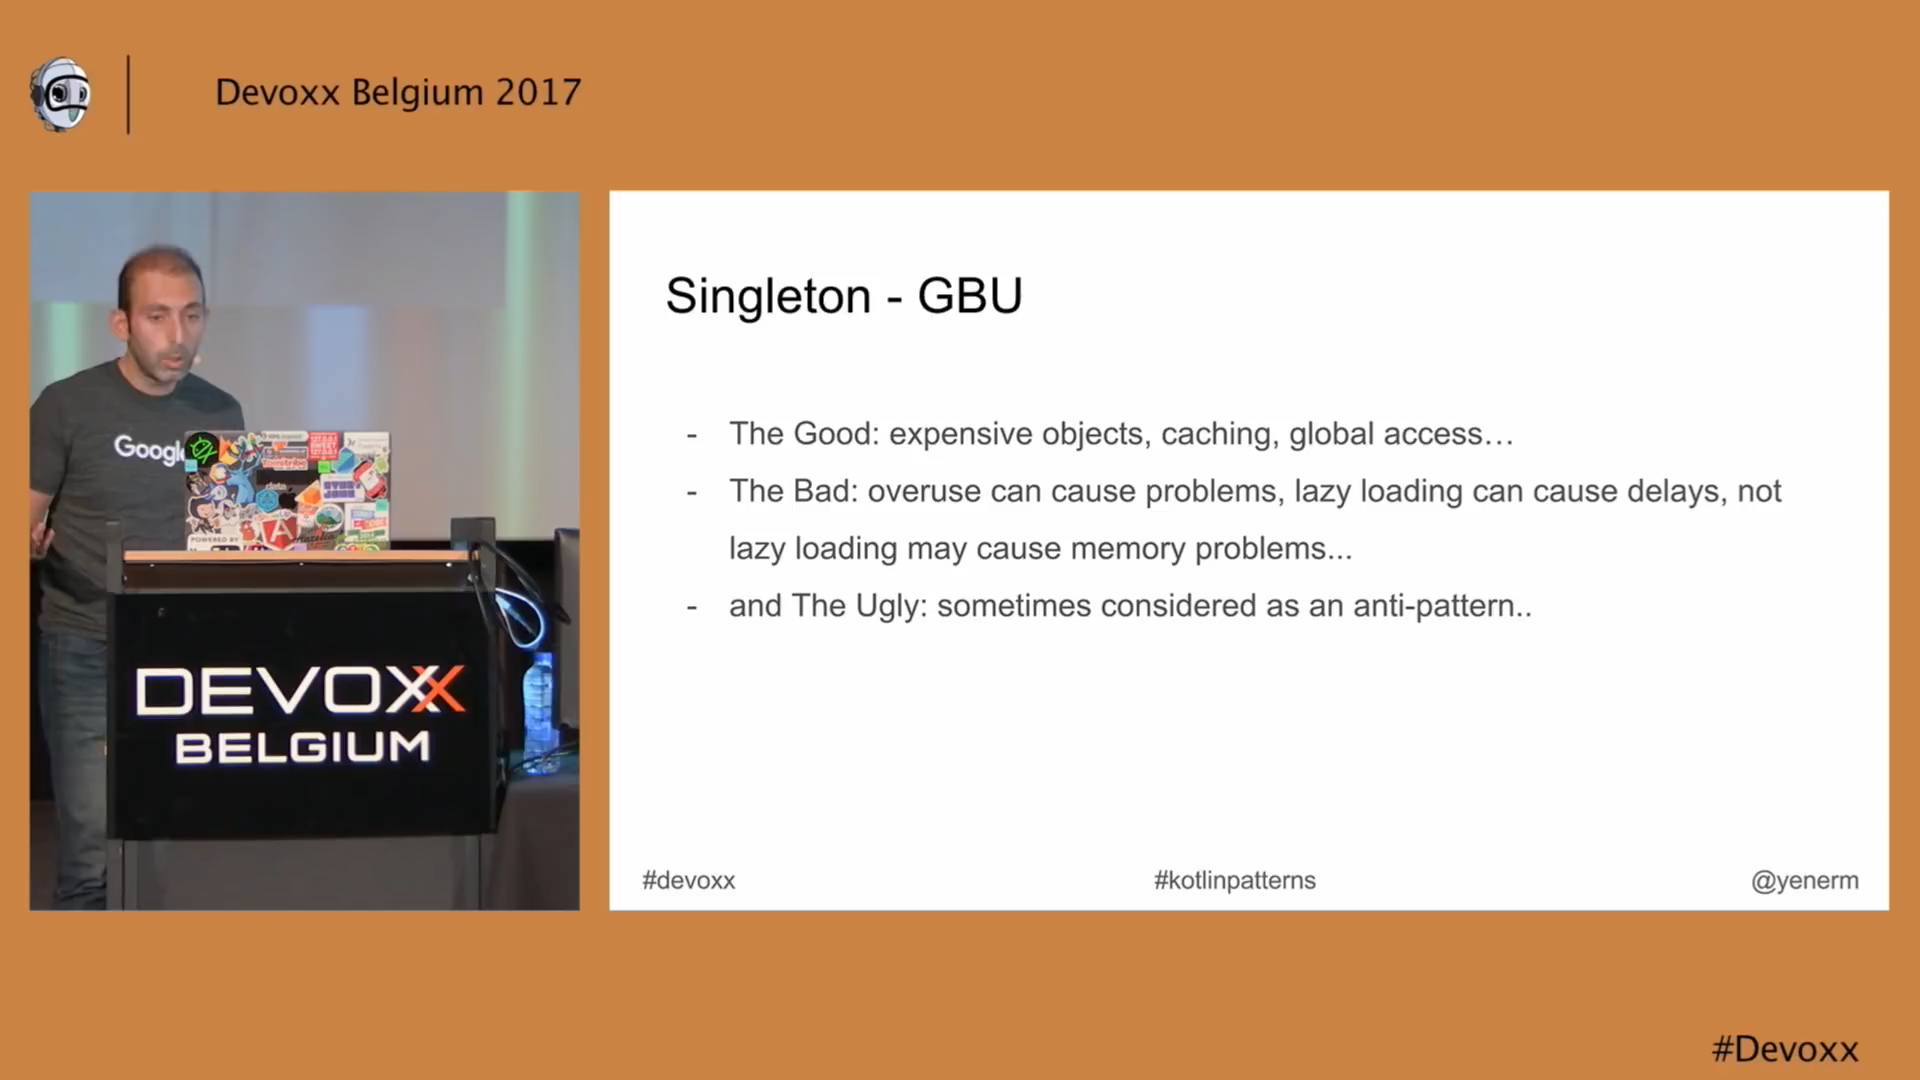 Devoxx Belgium 2017
Google
POWERED BY
DEVOXX
BELGIUM
Singleton - GBU
- The Good: expensive objects, caching, global access…
- The Bad: overuse can cause problems, lazy loading can cause delays, not
lazy loading may cause memory problems...
- and The Ugly: sometimes considered as an anti-pattern..
#devoxx
#kotlinpatterns
@yenerm
#Devoxx